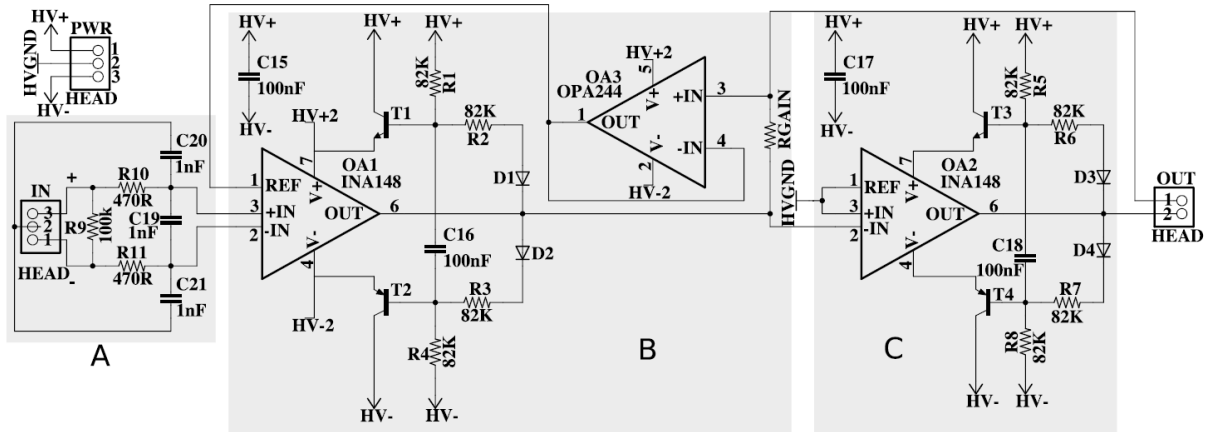 HV+
PWR
1
2
3
HVGND
HV-
HEAD
C20
1nF
IN
+
R10
470R
3
2
1
R9
100k
C19
1nF
HEAD
-
R11
470R
C21
1nF
A
HV+
HV+
HV+
C15
100nF
HV-
82K
R1
HV+2
T1
82K
R2
7
OA1
INA148
1
REF
V+
3
+IN
2
-IN
OUT
6
V-
4
D1
D2
C16
100nF
T2
R3
82K
HV-2
R4
82K
HV-
HV-
HV+2
OA3
OPA244
5
V+
+IN
3
1
OUT
V-
-IN
4
2
HV-2
RGAIN
HVGND
B
HV+
HV+
HV+
C17
100nF
HV-
82K
R5
T3
82K
R6
7
OA2
INA148
1
REF
V+
3
+IN
2
-IN
OUT
6
V-
4
D3
D4
C18
100nF
T4
R7
82K
R8
82K
HV-
HV-
C
OUT
1
2
HEAD